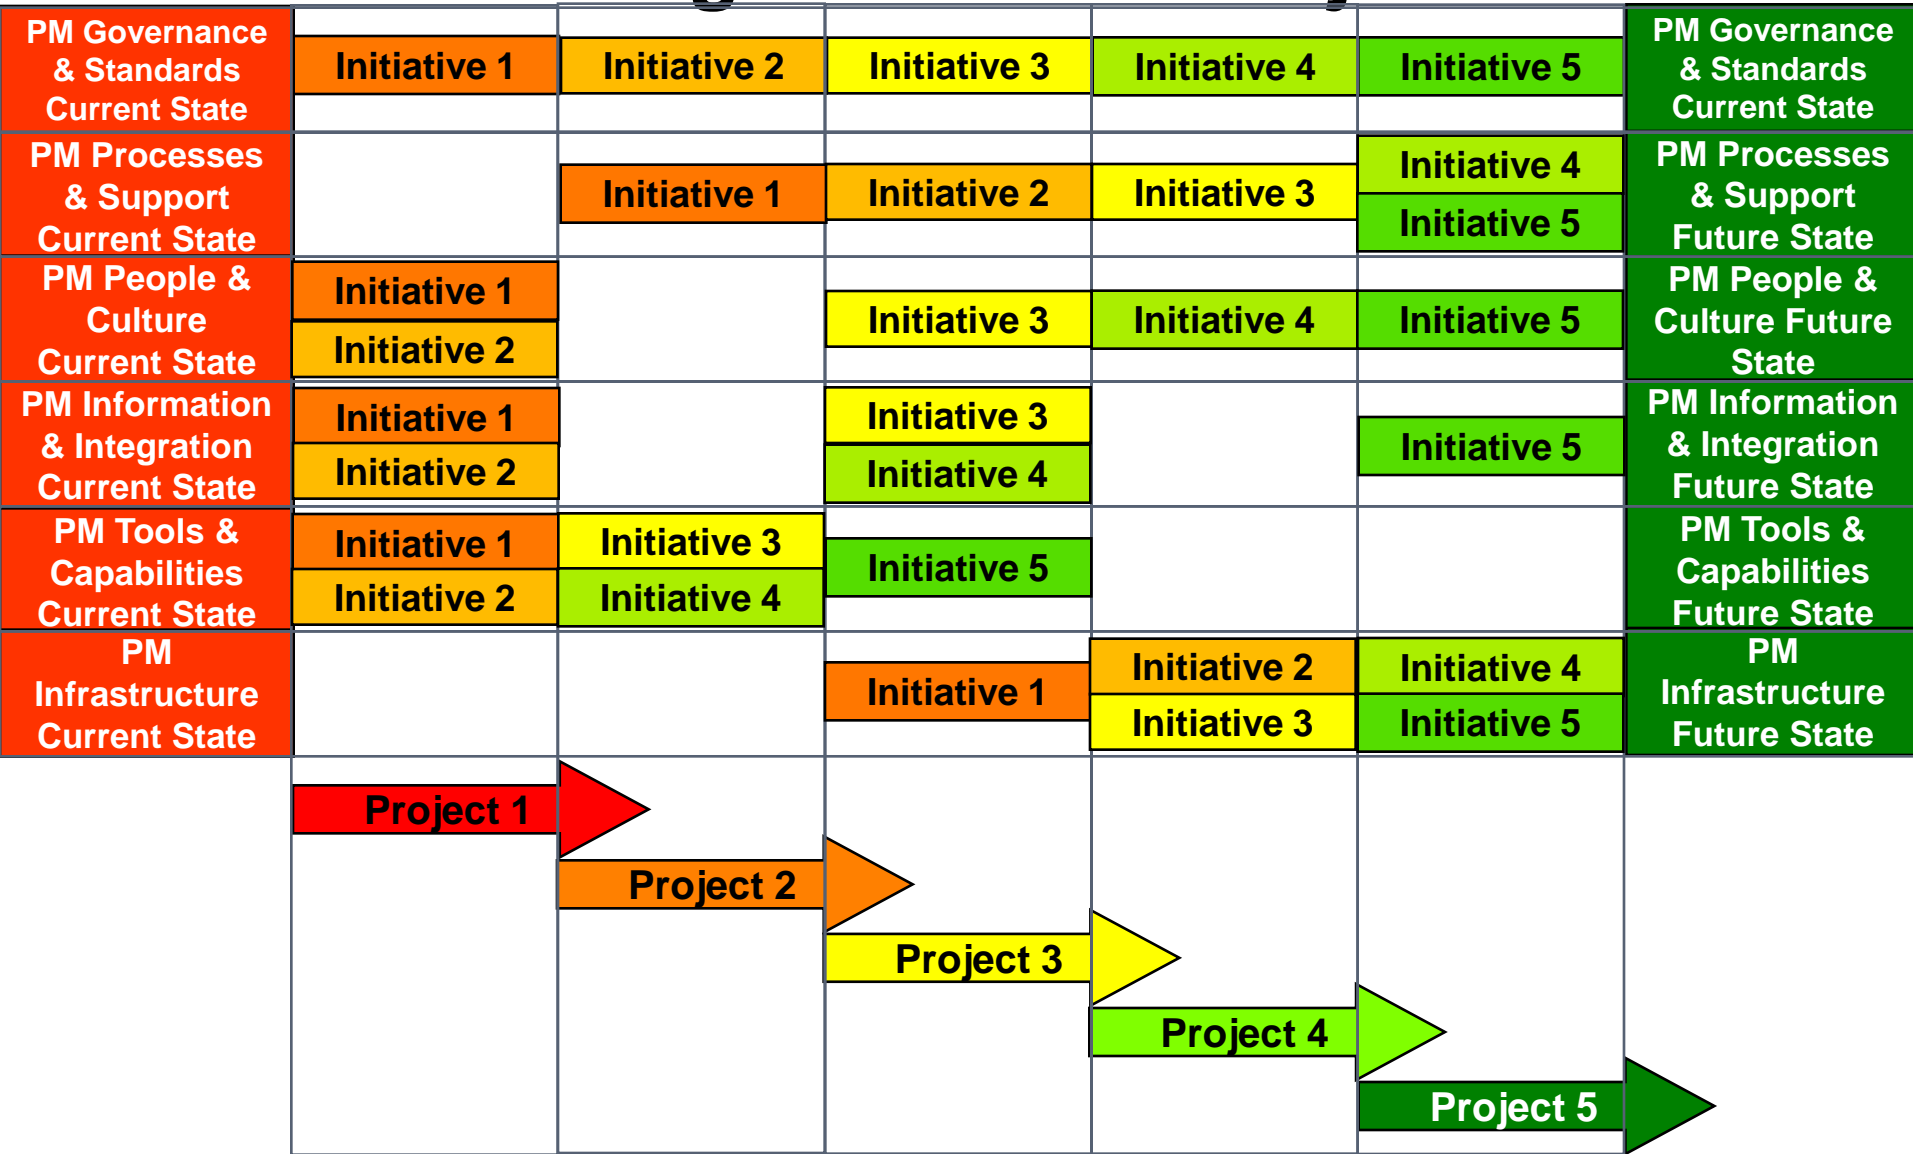 PM Governance
& Standards
Current State
Initiative 1
Initiative 2
Initiative 3
Initiative 4
Initiative 5
PM Governance
& Standards
Current State
PM Processes
& Support
Current State
Initiative 1
Initiative 2
Initiative 3
Initiative 4
Initiative 5
PM Processes
& Support
Future State
PM People &
Culture
Current State
Initiative 1
Initiative 2
Initiative 3
Initiative 4
Initiative 5
PM People &
Culture Future
State
PM Information
& Integration
Current State
Initiative 1
Initiative 2
Initiative 3
Initiative 4
Initiative 5
PM Information
& Integration
Future State
PM Tools &
Capabilities
Current State
Initiative 1
Initiative 2
Initiative 3
Initiative 4
Initiative 5
PM Tools &
Capabilities
Future State
PM
Infrastructure
Current State
Initiative 1
Initiative 2
Initiative 3
Initiative 4
Initiative 5
PM
Infrastructure
Future State
Project 1
Project 2
Project 3
Project 4
Project 5